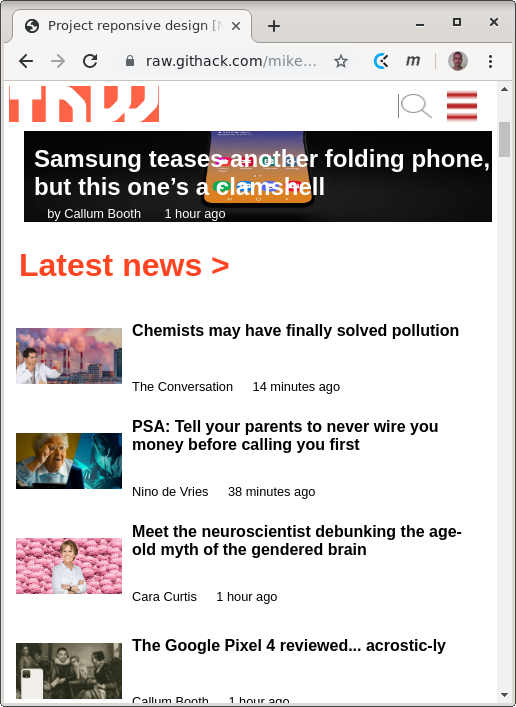 Project reponsive design [
raw.githack.com/mike...
m
TNW
Samsung teases another folding phone,
but this one’s a clamshell
by Callum Booth 1 hour ago
Latest news >
Chemists may have finally solved pollution
The Conversation 14 minutes ago
PSA: Tell your parents to never wire you
money before calling you first
Nino de Vries 38 minutes ago
Meet the neuroscientist debunking the age-
old myth of the gendered brain
Cara Curtis 1 hour ago
The Google Pixel 4 reviewed... acrostic-ly
Callum Booth 1 hour ago